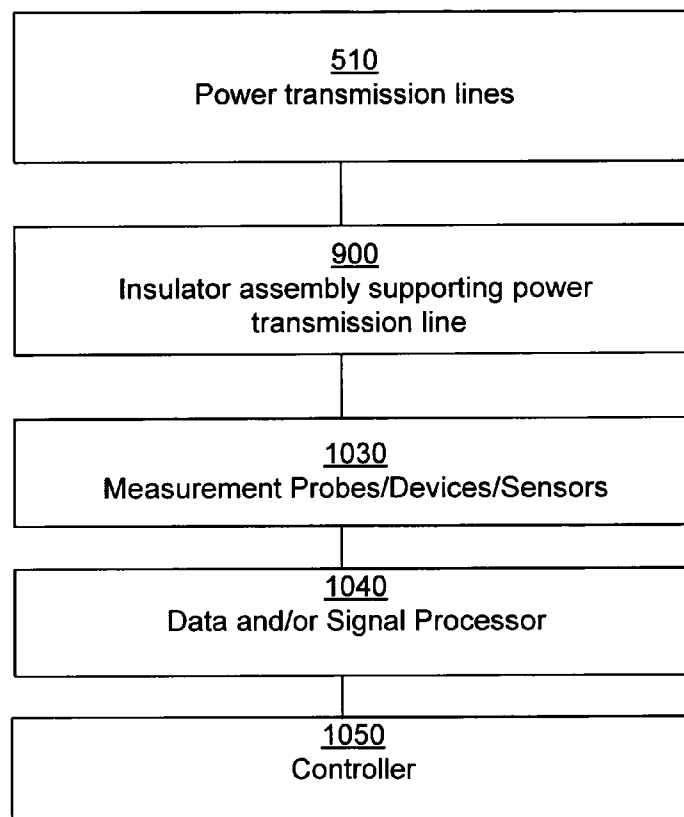 510
Power transmission lines
900
Insulator assembly supporting power
transmission line
1030
Measurement Probes/Devices/Sensors
1040
Data and/or Signal Processor
1050
Controller